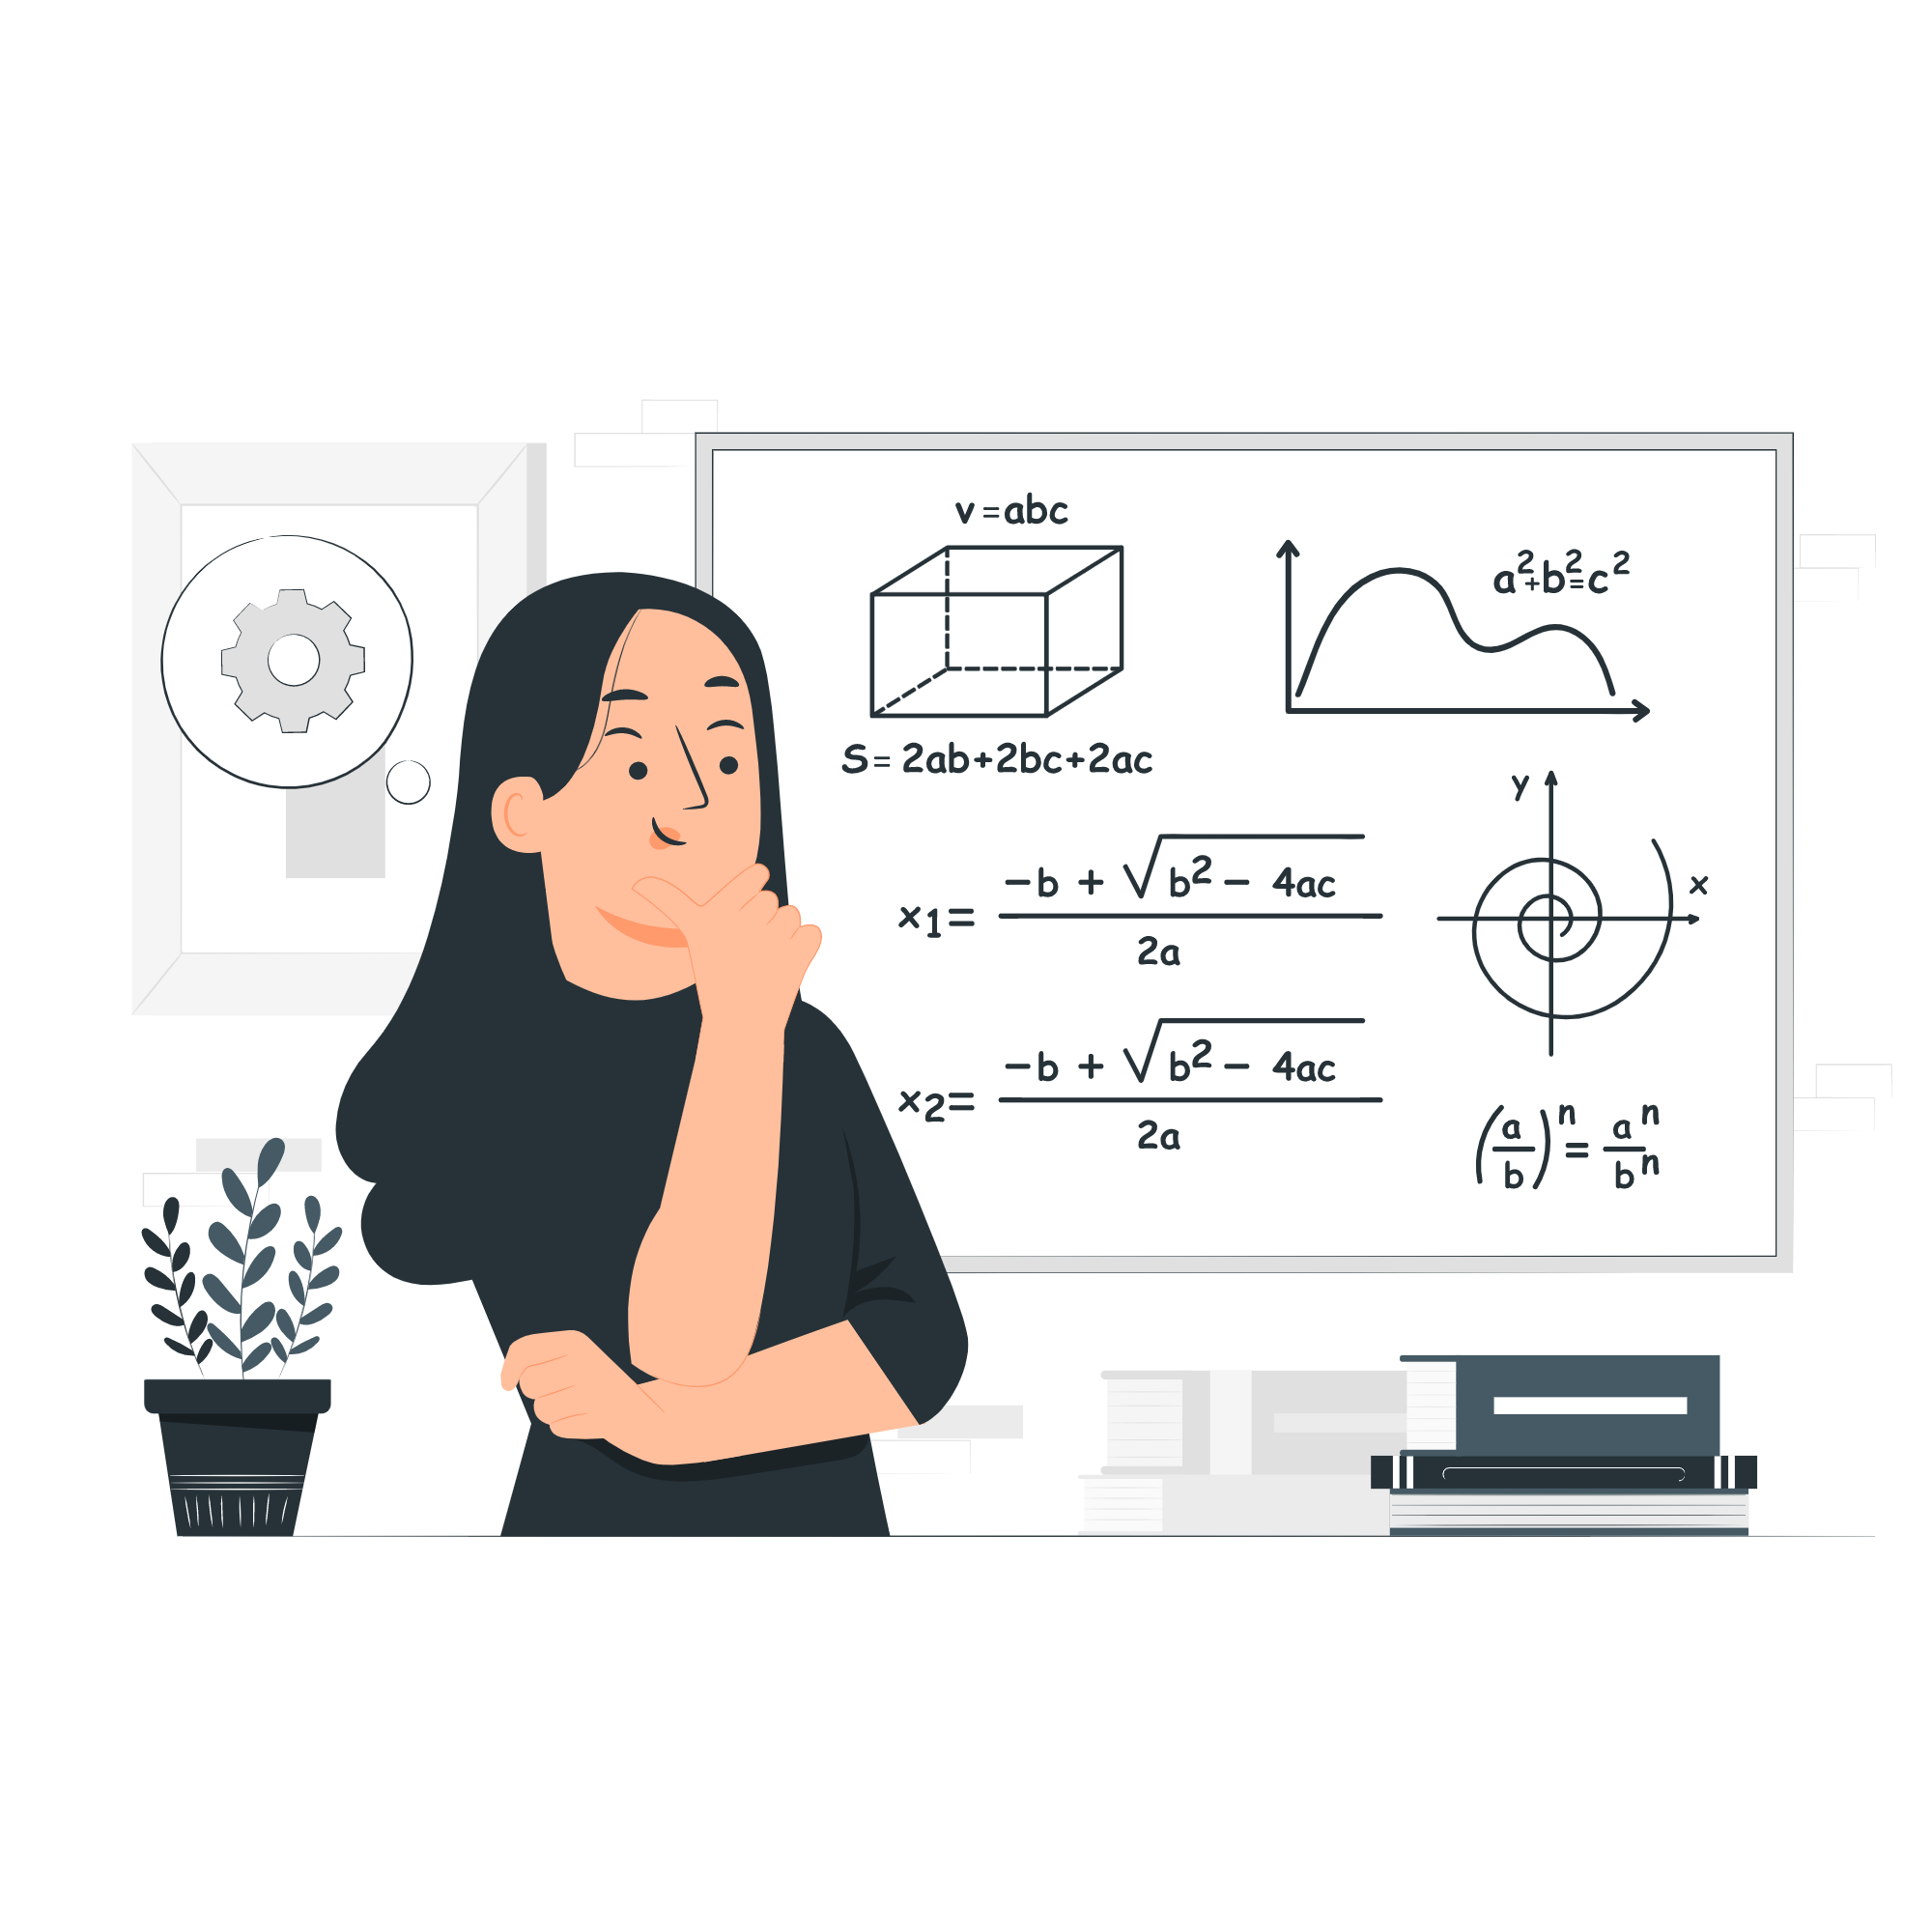 v = abc
S = 2ab+2bc+2ac
a²+b²=c²
y
x
x₁= (-b + √(b² - 4ac)) / 2a
x₂= (-b + √(b² - 4ac)) / 2a
(a/b)ⁿ = aⁿ/bⁿ